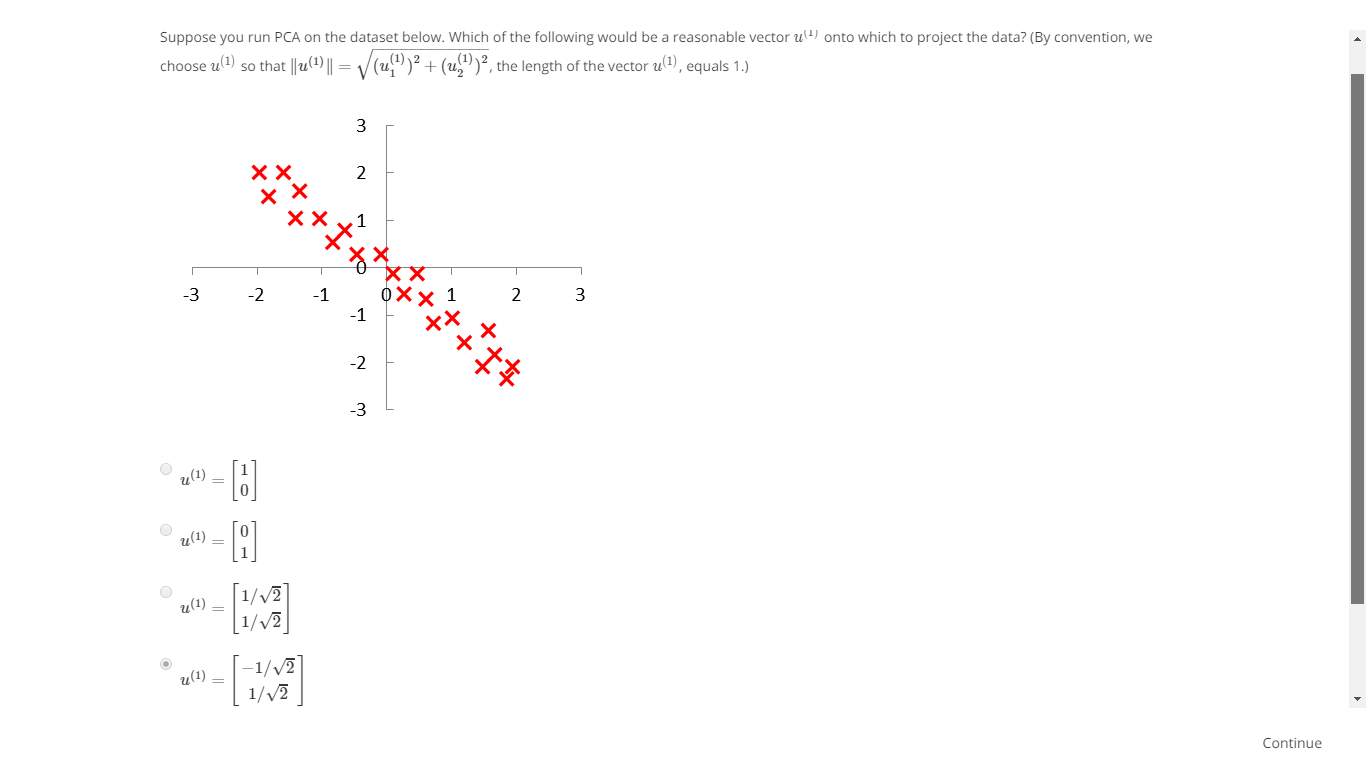 Suppose you run PCA on the dataset below. Which of the following would be a reasonable vector u⁽¹⁾ onto which to project the data? (By convention, we
choose u⁽¹⁾ so that ‖u⁽¹⁾‖ = √((u₁⁽¹⁾)² + (u₂⁽¹⁾)²), the length of the vector u⁽¹⁾, equals 1.)
3
2
1
0
-3 -2 -1 0 1 2 3
-1
-2
-3
u⁽¹⁾ = [1
0]
u⁽¹⁾ = [0
1]
u⁽¹⁾ = [1/√2
1/√2]
u⁽¹⁾ = [−1/√2
1/√2]
Continue